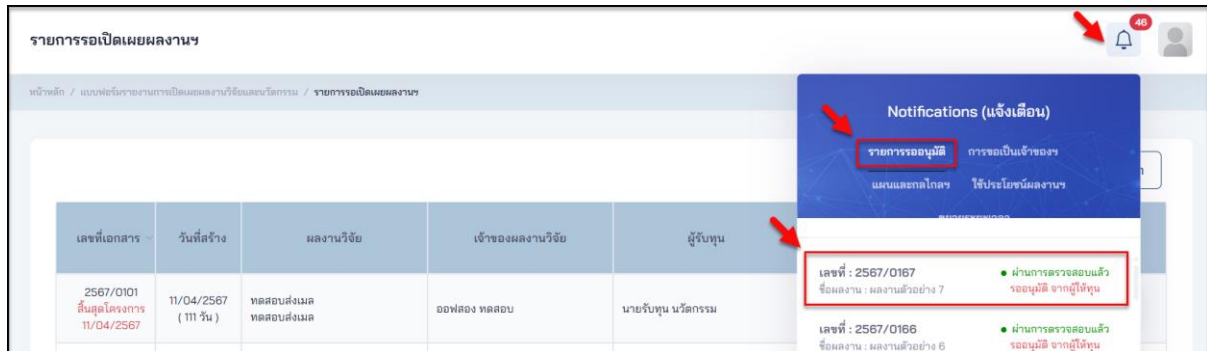 รายการรอเปิดเผยผลงานฯ
46
หน้าหลัก / แบบฟอร์มรายงานการเปิดเผยผลงานวิจัยและนวัตกรรม / รายการรอเปิดเผยผลงานฯ
Notifications (แจ้งเตือน)
รายการรออนุมัติ การขอเป็นเจ้าของฯ
แผนและกลไกลฯ ใช้ประโยชน์ผลงานฯ
เลขที่เอกสาร วันที่สร้าง ผลงานวิจัย เจ้าของผลงานวิจัย ผู้รับทุน
2567/0101
สิ้นสุดโครงการ
11/04/2567
11/04/2567
( 111 วัน )
ทดสอบส่งเมล
ทดสอบส่งเมล
ออฟสอง ทดสอบ
นายรับทุน นวัตกรรม
เลขที่ : 2567/0167 ผ่านการตรวจสอบแล้ว
ชื่อผลงาน : ผลงานตัวอย่าง 7 รออนุมัติ จากผู้ให้ทุน
เลขที่ : 2567/0166 ผ่านการตรวจสอบแล้ว
ชื่อผลงาน : ผลงานตัวอย่าง 6 รออนุมัติ จากผู้ให้ทุน